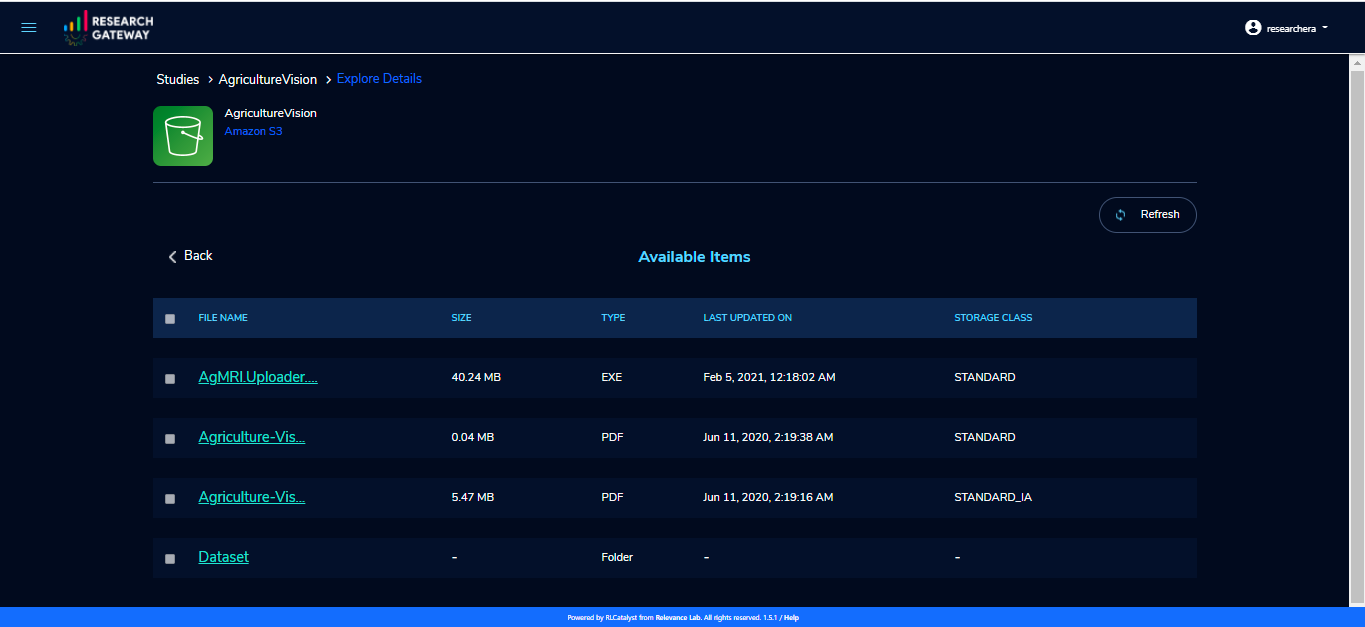 RESEARCH
GATEWAY
researchera
Studies > AgricultureVision > Explore Details
AgricultureVision
Amazon S3
Refresh
Back
Available Items
FILE NAME SIZE TYPE LAST UPDATED ON STORAGE CLASS
AgMRI.Uploader.... 40.24 MB EXE Feb 5, 2021, 12:18:02 AM STANDARD
Agriculture-Vis... 0.04 MB PDF Jun 11, 2020, 2:19:38 AM STANDARD
Agriculture-Vis... 5.47 MB PDF Jun 11, 2020, 2:19:16 AM STANDARD_IA
Dataset - Folder - -
Powered by RLCatalyst from Relevance Lab. All rights reserved. 1.5.1 / Help